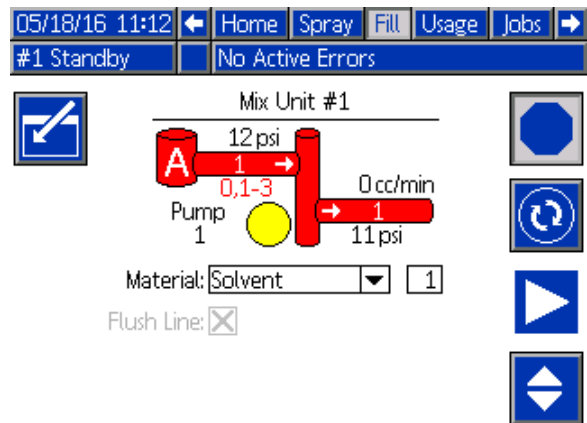 05/18/16 11:12 Home Spray Fill Usage Jobs
#1 Standby No Active Errors
Mix Unit #1
12 psi
A 1
0,1-3 0 cc/min
Pump 1
1 11 psi
Material: Solvent 1
Flush Line: